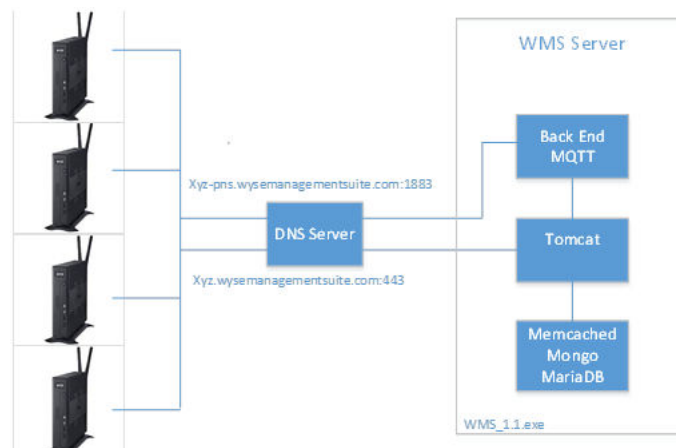 WMS Server
Back End
MQTT
Xyz-pns.wysemanagementsuite.com:1883
DNS Server
Tomcat
Xyz.wysemanagementsuite.com:443
Memcached
Mongo
MariaDB
WMS_1.1.exe